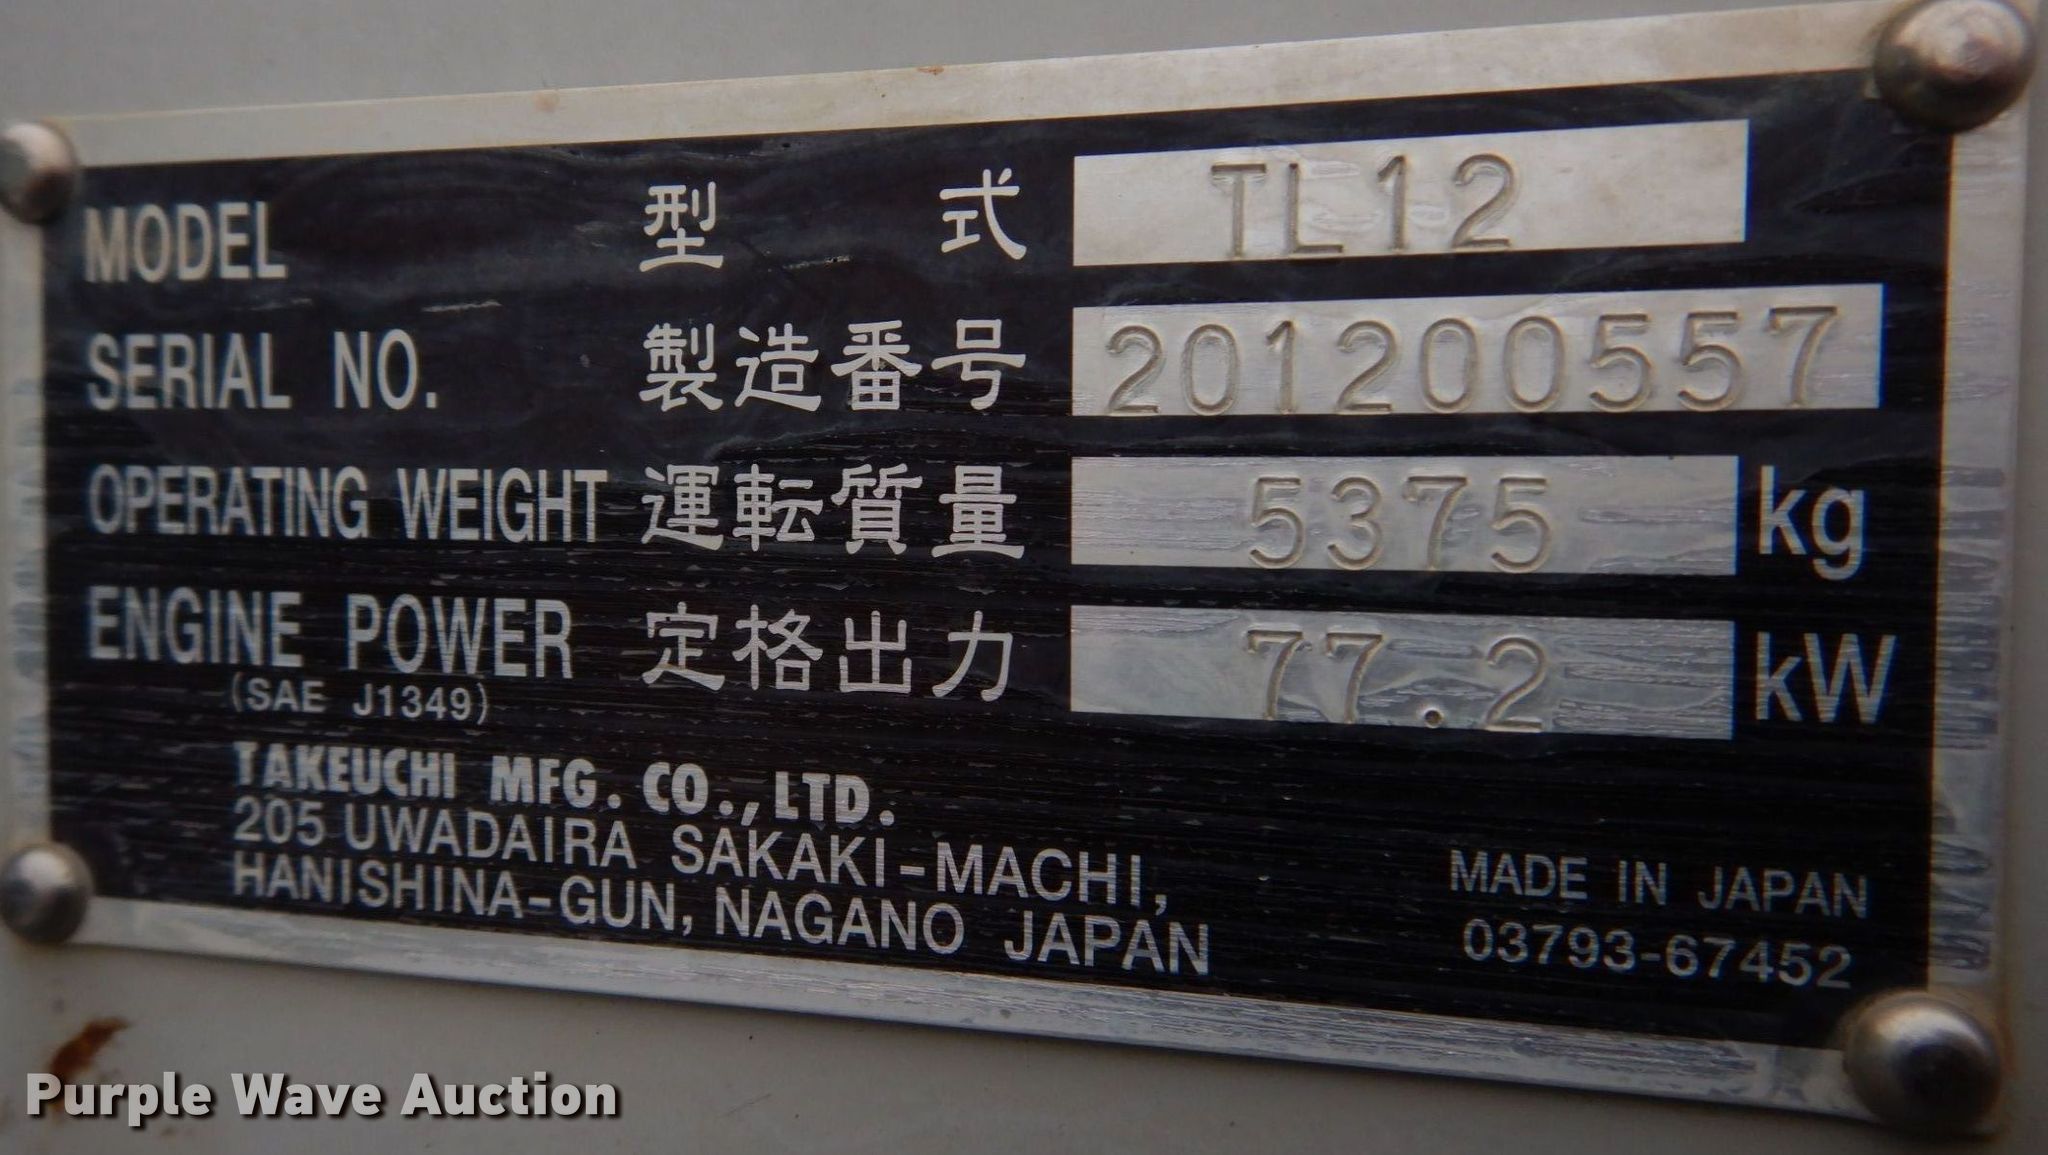 MODEL 型 式 TL12
SERIAL NO. 製造番号 201200557
OPERATING WEIGHT 運転質量 5375 kg
ENGINE POWER 定格出力 77.2 kW
(SAE J1349)
TAKEUCHI MFG. CO., LTD.
205 UWADAIRA SAKAKI-MACHI,
HANISHINA-GUN, NAGANO JAPAN
MADE IN JAPAN
03793-67452
Purple Wave Auction